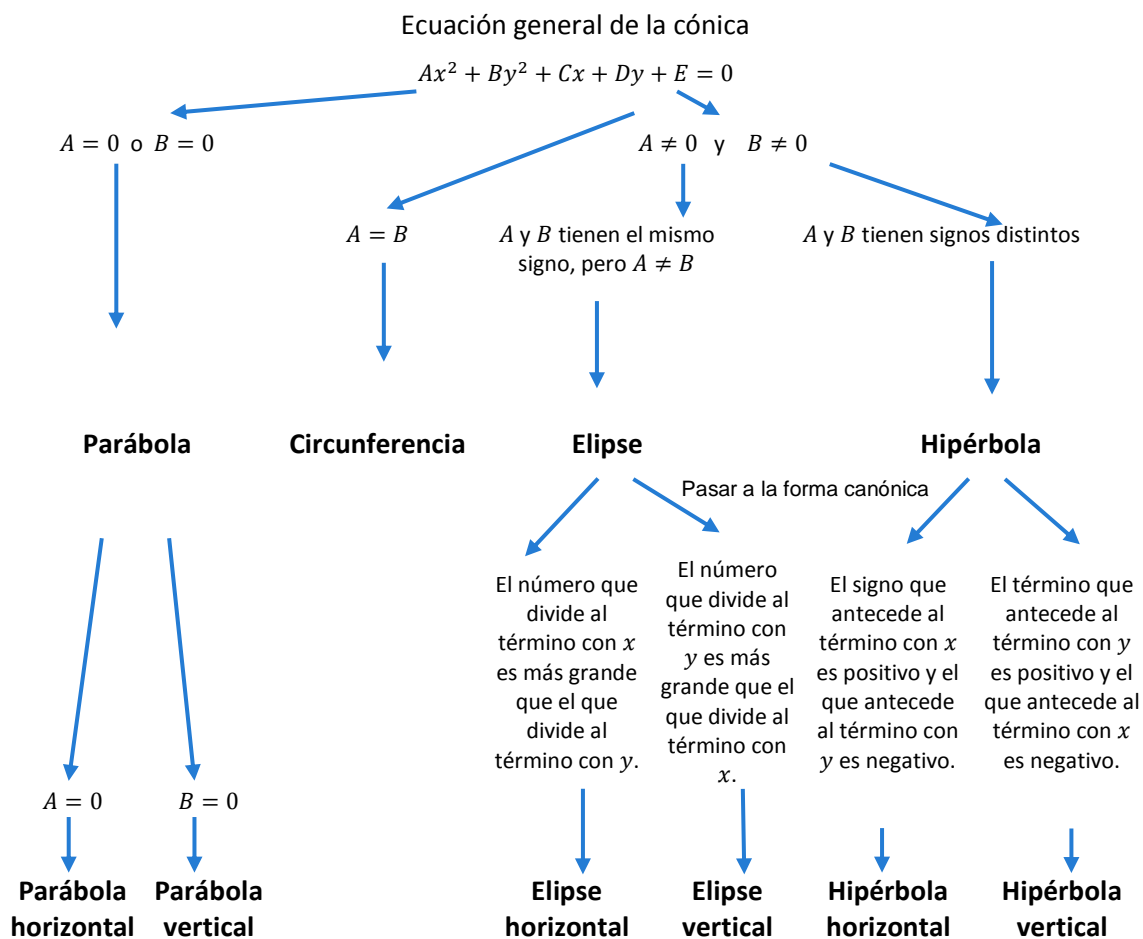 Ecuación general de la cónica
Ax² + By² + Cx + Dy + E = 0
A = 0 o B = 0
A ≠ 0 y B ≠ 0
A = B
A y B tienen el mismo
signo, pero A ≠ B
A y B tienen signos distintos
Parábola
Circunferencia
Elipse
Hipérbola
Pasar a la forma canónica
El número que
divide al
término con x
es más grande
que el que
divide al
término con y.
El número
que divide al
término con
y es más
grande que el
que divide al
término con
x.
El signo que
antecede al
término con x
es positivo y el
que antecede
al término con
y es negativo.
El término que
antecede al
término con y
es positivo y el
que antecede al
término con x
es negativo.
A = 0
B = 0
Parábola
horizontal
Parábola
vertical
Elipse
horizontal
Elipse
vertical
Hipérbola
horizontal
Hipérbola
vertical